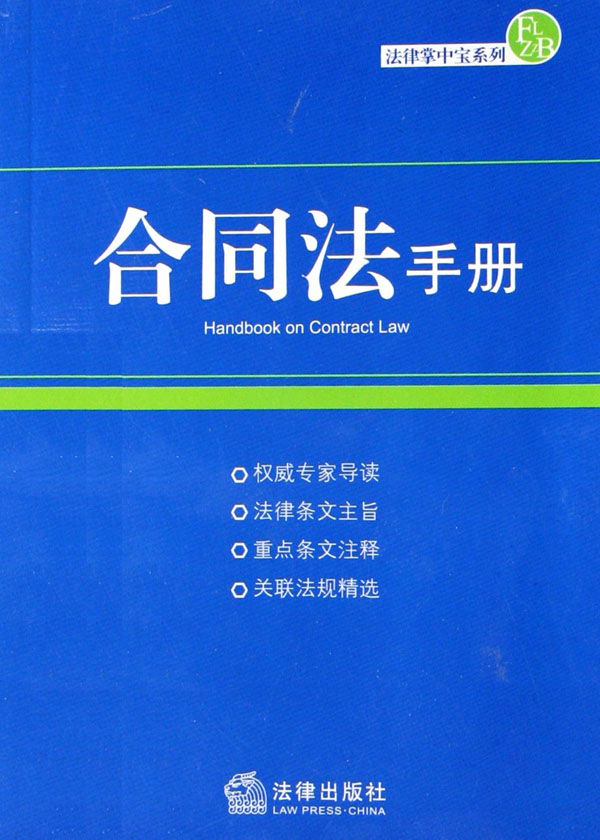 法律掌中宝系列
FL
ZZB
合同法手册
Handbook on Contract Law
权威专家导读
法律条文主旨
重点条文注释
关联法规精选
法律出版社
LAW PRESS·CHINA